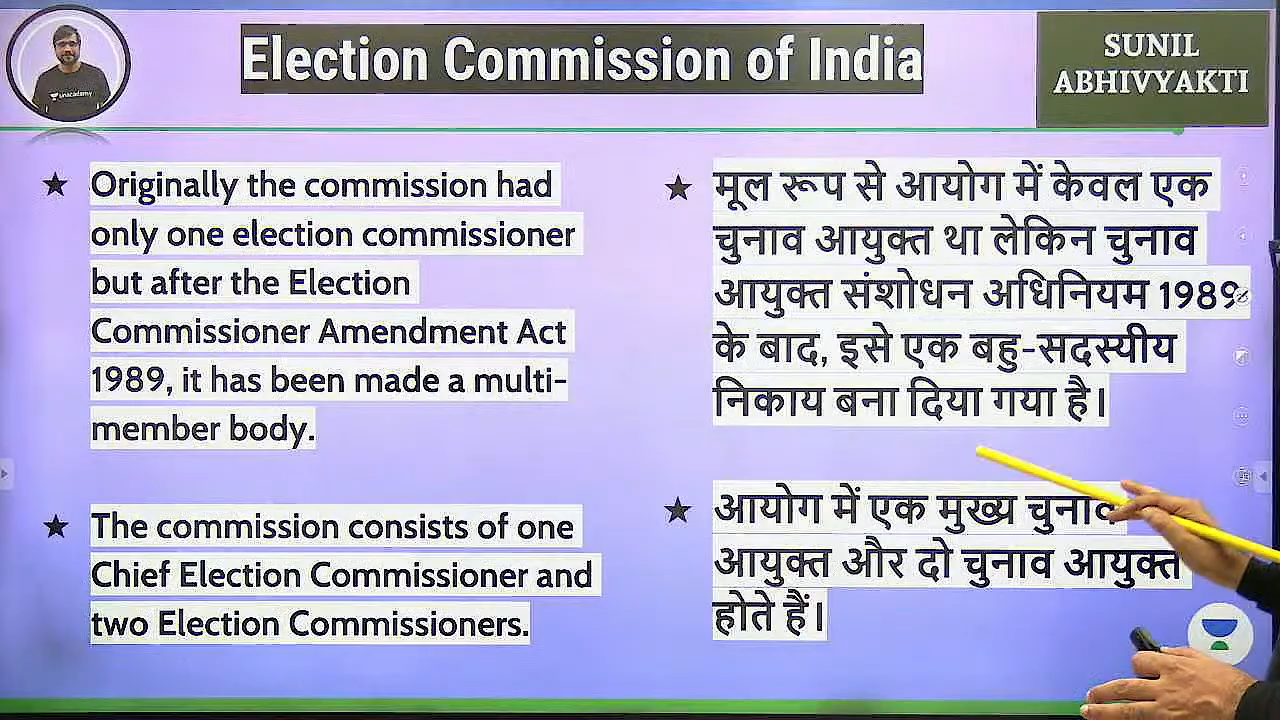 Election Commission of India
SUNIL
ABHIVYAKTI
unacademy
★ Originally the commission had
only one election commissioner
but after the Election
Commissioner Amendment Act
1989, it has been made a multi-
member body.
★ The commission consists of one
Chief Election Commissioner and
two Election Commissioners.
★ मूल रूप से आयोग में केवल एक
चुनाव आयुक्त था लेकिन चुनाव
आयुक्त संशोधन अधिनियम 1989
के बाद, इसे एक बहु-सदस्यीय
निकाय बना दिया गया है।
★ आयोग में एक मुख्य चुनाव
आयुक्त और दो चुनाव आयुक्त
होते हैं।